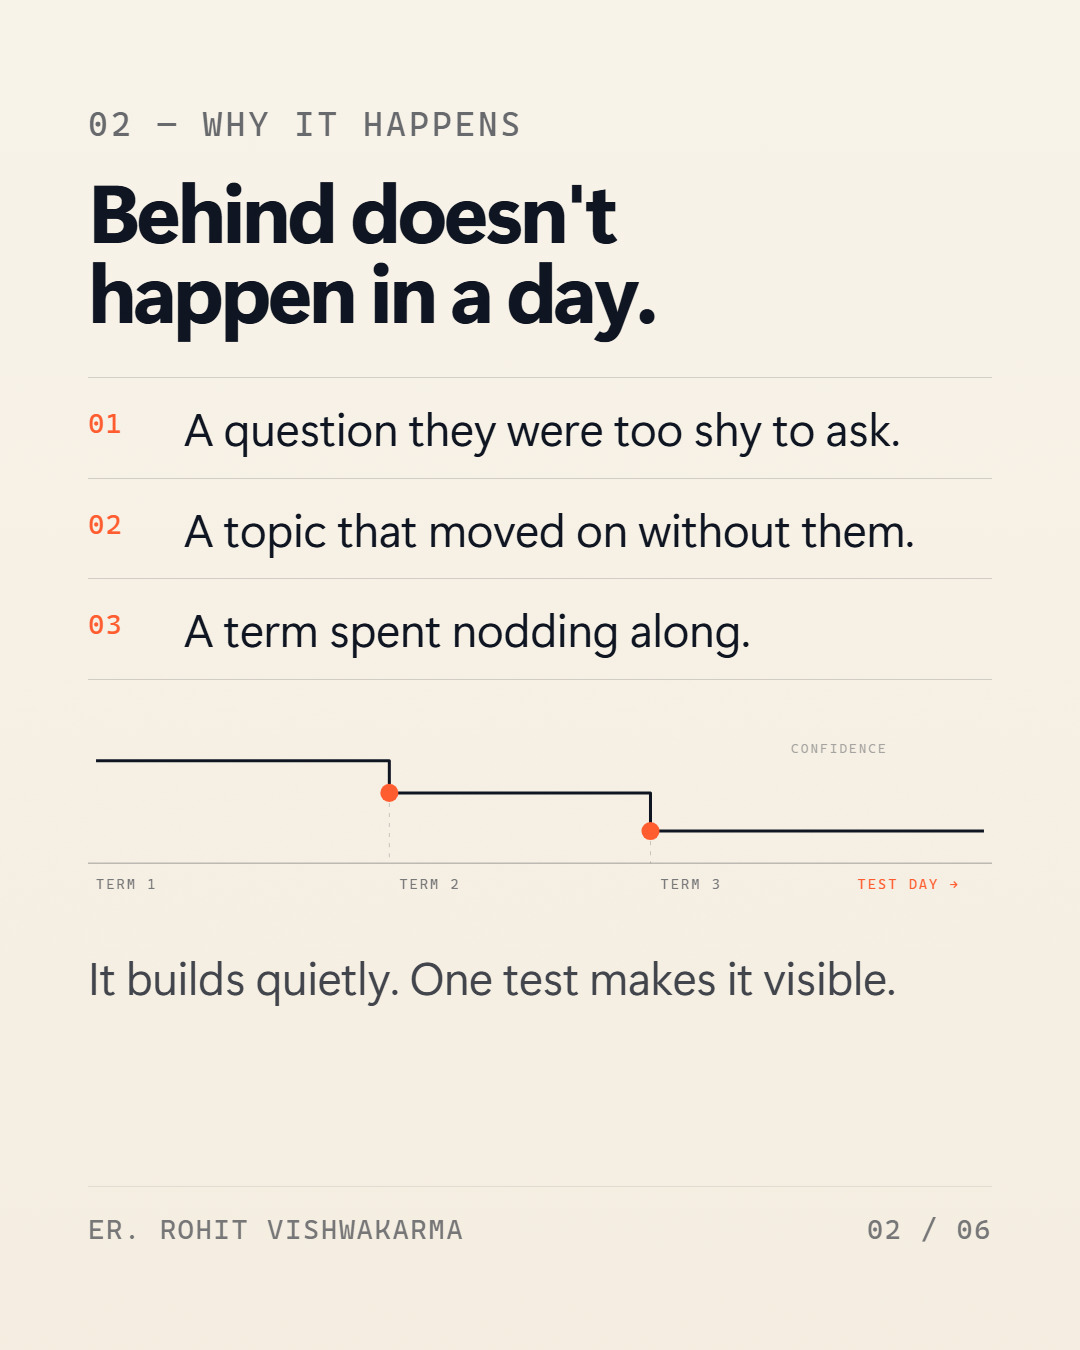 02 — WHY IT HAPPENS
Behind doesn't
happen in a day.
01 A question they were too shy to ask.
02 A topic that moved on without them.
03 A term spent nodding along.
CONFIDENCE
TERM 1 TERM 2 TERM 3 TEST DAY →
It builds quietly. One test makes it visible.
ER. ROHIT VISHWAKARMA 02 / 06